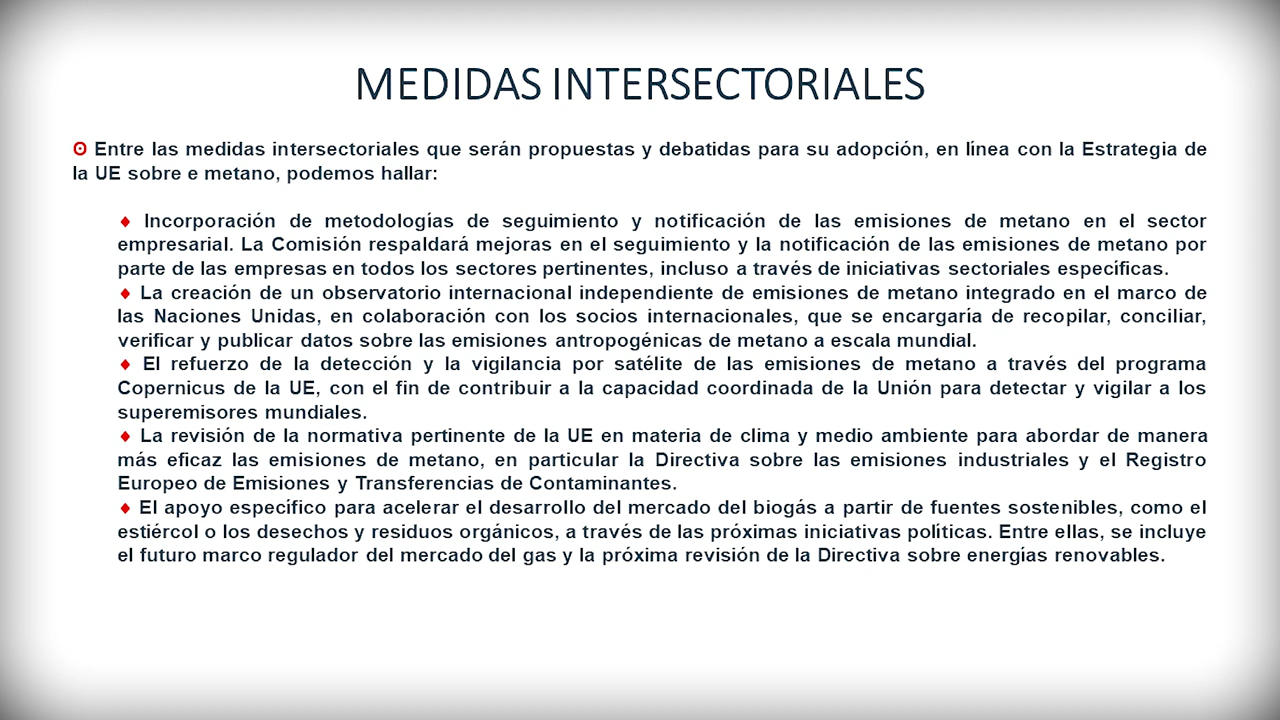 MEDIDAS INTERSECTORIALES
ʘ Entre las medidas intersectoriales que serán propuestas y debatidas para su adopción, en línea con la Estrategia de
la UE sobre e metano, podemos hallar:
♦ Incorporación de metodologías de seguimiento y notificación de las emisiones de metano en el sector
empresarial. La Comisión respaldará mejoras en el seguimiento y la notificación de las emisiones de metano por
parte de las empresas en todos los sectores pertinentes, incluso a través de iniciativas sectoriales específicas.
♦ La creación de un observatorio internacional independiente de emisiones de metano integrado en el marco de
las Naciones Unidas, en colaboración con los socios internacionales, que se encargaría de recopilar, conciliar,
verificar y publicar datos sobre las emisiones antropogénicas de metano a escala mundial.
♦ El refuerzo de la detección y la vigilancia por satélite de las emisiones de metano a través del programa
Copernicus de la UE, con el fin de contribuir a la capacidad coordinada de la Unión para detectar y vigilar a los
superemisores mundiales.
♦ La revisión de la normativa pertinente de la UE en materia de clima y medio ambiente para abordar de manera
más eficaz las emisiones de metano, en particular la Directiva sobre las emisiones industriales y el Registro
Europeo de Emisiones y Transferencias de Contaminantes.
♦ El apoyo específico para acelerar el desarrollo del mercado del biogás a partir de fuentes sostenibles, como el
estiércol o los desechos y residuos orgánicos, a través de las próximas iniciativas políticas. Entre ellas, se incluye
el futuro marco regulador del mercado del gas y la próxima revisión de la Directiva sobre energías renovables.